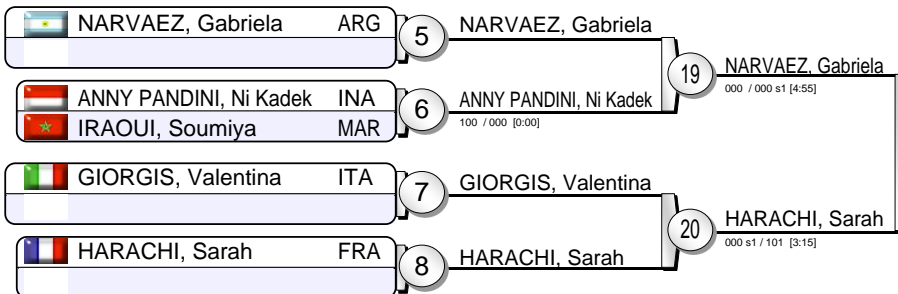 NARVAEZ, Gabriela ARG
5
NARVAEZ, Gabriela
19
NARVAEZ, Gabriela
000 / 000 s1 [4:55]
ANNY PANDINI, Ni Kadek INA
IRAOUI, Soumiya MAR
6
ANNY PANDINI, Ni Kadek
100 / 000 [0:00]
GIORGIS, Valentina ITA
7
GIORGIS, Valentina
20
HARACHI, Sarah
000 s1 / 101 [3:15]
HARACHI, Sarah FRA
8
HARACHI, Sarah